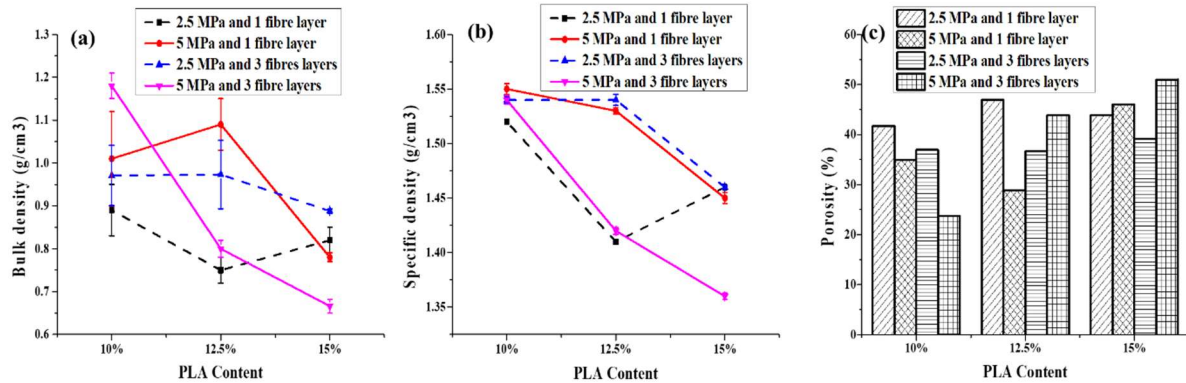 (a)
2.5 MPa and 1 fibre layer
5 MPa and 1 fibre layer
2.5 MPa and 3 fibres layers
5 MPa and 3 fibre layers
Bulk density (g/cm3)
1.3
1.2
1.1
1.0
0.9
0.8
0.7
0.6
10%
12.5%
15%
PLA Content
(b)
2.5 MPa and 1 fibre layer
5 MPa and 1 fibre layer
2.5 MPa and 3 fibres layers
5 MPa and 3 fibre layers
Specific density (g/cm3)
1.60
1.55
1.50
1.45
1.40
1.35
10%
12.5%
15%
PLA Content
(c)
2.5 MPa and 1 fibre layer
5 MPa and 1 fibre layer
2.5 MPa and 3 fibres layers
5 MPa and 3 fibres layers
Porosity (%)
60
50
40
30
20
10
0
10%
12.5%
15%
PLA Content